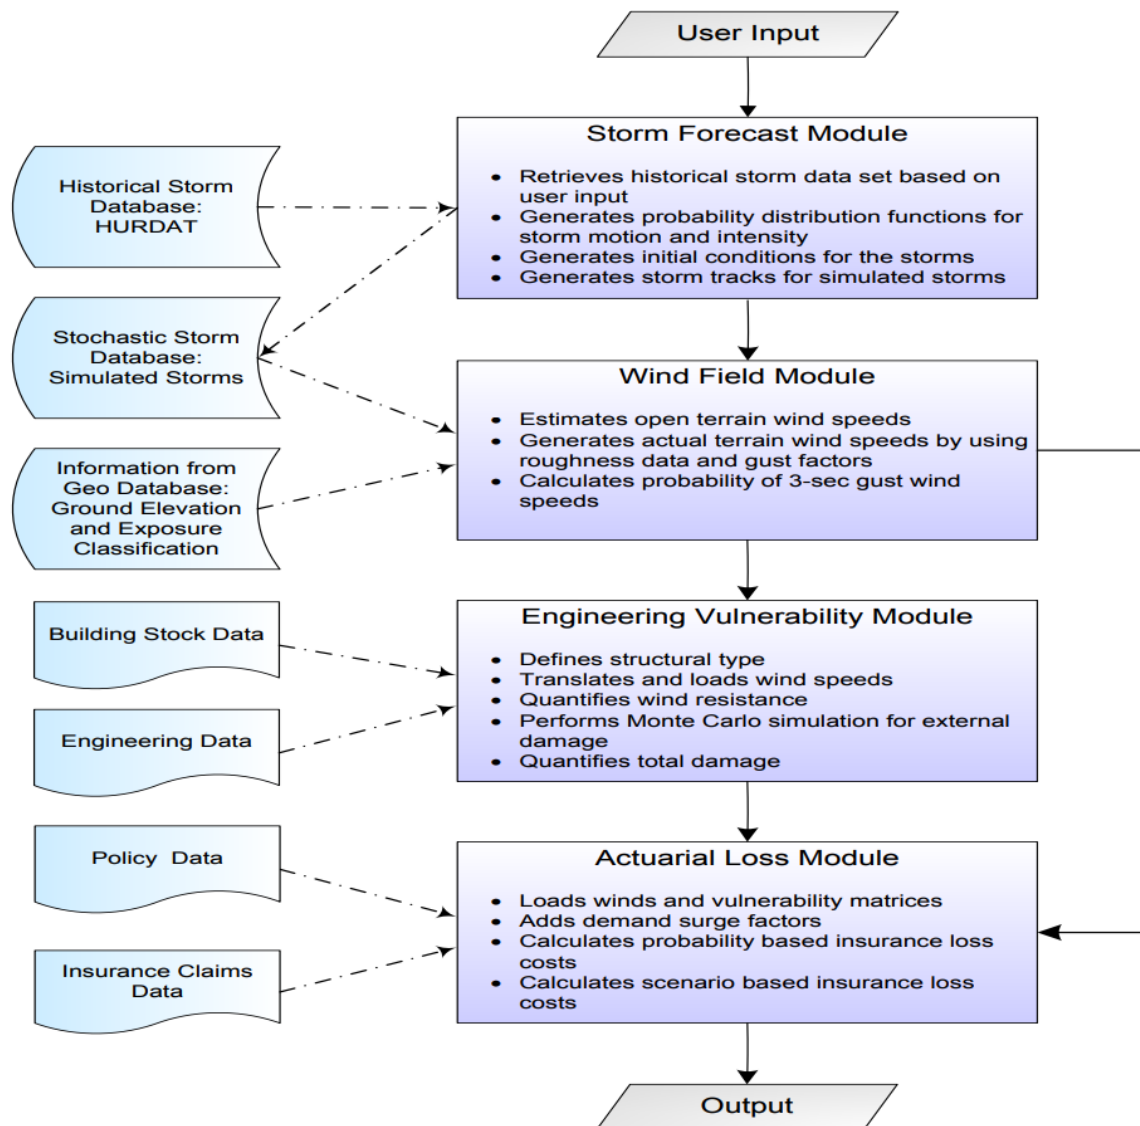 User Input
Storm Forecast Module
• Retrieves historical storm data set based on
user input
• Generates probability distribution functions for
storm motion and intensity
• Generates initial conditions for the storms
• Generates storm tracks for simulated storms
Historical Storm
Database:
HURDAT
Stochastic Storm
Database:
Simulated Storms
Wind Field Module
• Estimates open terrain wind speeds
• Generates actual terrain wind speeds by using
roughness data and gust factors
• Calculates probability of 3-sec gust wind
speeds
Information from
Geo Database:
Ground Elevation
and Exposure
Classification
Engineering Vulnerability Module
• Defines structural type
• Translates and loads wind speeds
• Quantifies wind resistance
• Performs Monte Carlo simulation for external
damage
• Quantifies total damage
Building Stock Data
Engineering Data
Actuarial Loss Module
• Loads winds and vulnerability matrices
• Adds demand surge factors
• Calculates probability based insurance loss
costs
• Calculates scenario based insurance loss
costs
Policy Data
Insurance Claims
Data
Output